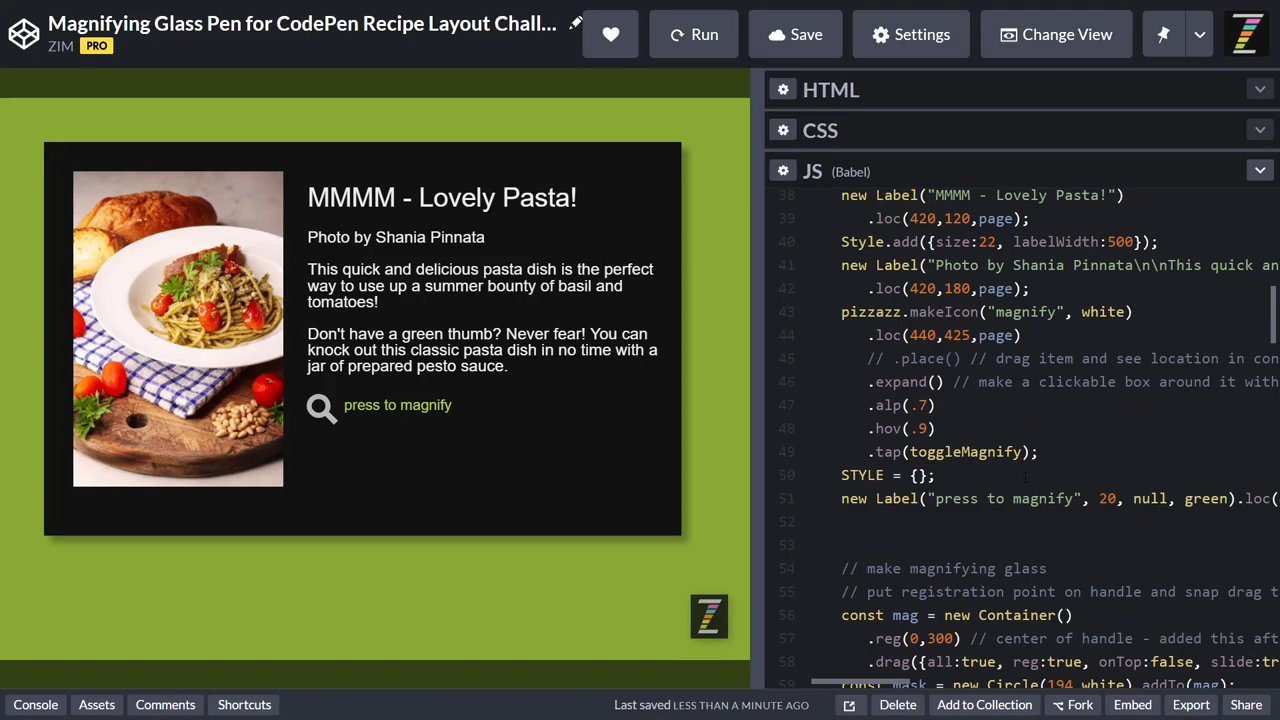 Magnifying Glass Pen for CodePen Recipe Layout Chall...
ZIM PRO
Run
Save
Settings
Change View
MMMM - Lovely Pasta!
Photo by Shania Pinnata
This quick and delicious pasta dish is the perfect
way to use up a summer bounty of basil and
tomatoes!
Don't have a green thumb? Never fear! You can
knock out this classic pasta dish in no time with a
jar of prepared pesto sauce.
press to magnify
HTML
CSS
JS (Babel)
38 new Label("MMMM - Lovely Pasta!")
39 .loc(420,120,page);
40 Style.add({size:22, labelWidth:500});
41 new Label("Photo by Shania Pinnata\n\nThis quick an
42 .loc(420,180,page);
43 pizzazz.makeIcon("magnify", white)
44 .loc(440,425,page)
45 // .place() // drag item and see location in con
46 .expand() // make a clickable box around it with
47 .alp(.7)
48 .hov(.9)
49 .tap(toggleMagnify);
50 STYLE = {};
51 new Label("press to magnify", 20, null, green).loc(
52
53
54 // make magnifying glass
55 // put registration point on handle and snap drag t
56 const mag = new Container()
57 .reg(0,300) // center of handle - added this aft
58 .drag({all:true, reg:true, onTop:false, slide:tr
59 const mask = new Circle(194,white).addTo(mag);
Console
Assets
Comments
Shortcuts
Last saved LESS THAN A MINUTE AGO
Delete
Add to Collection
Fork
Embed
Export
Share